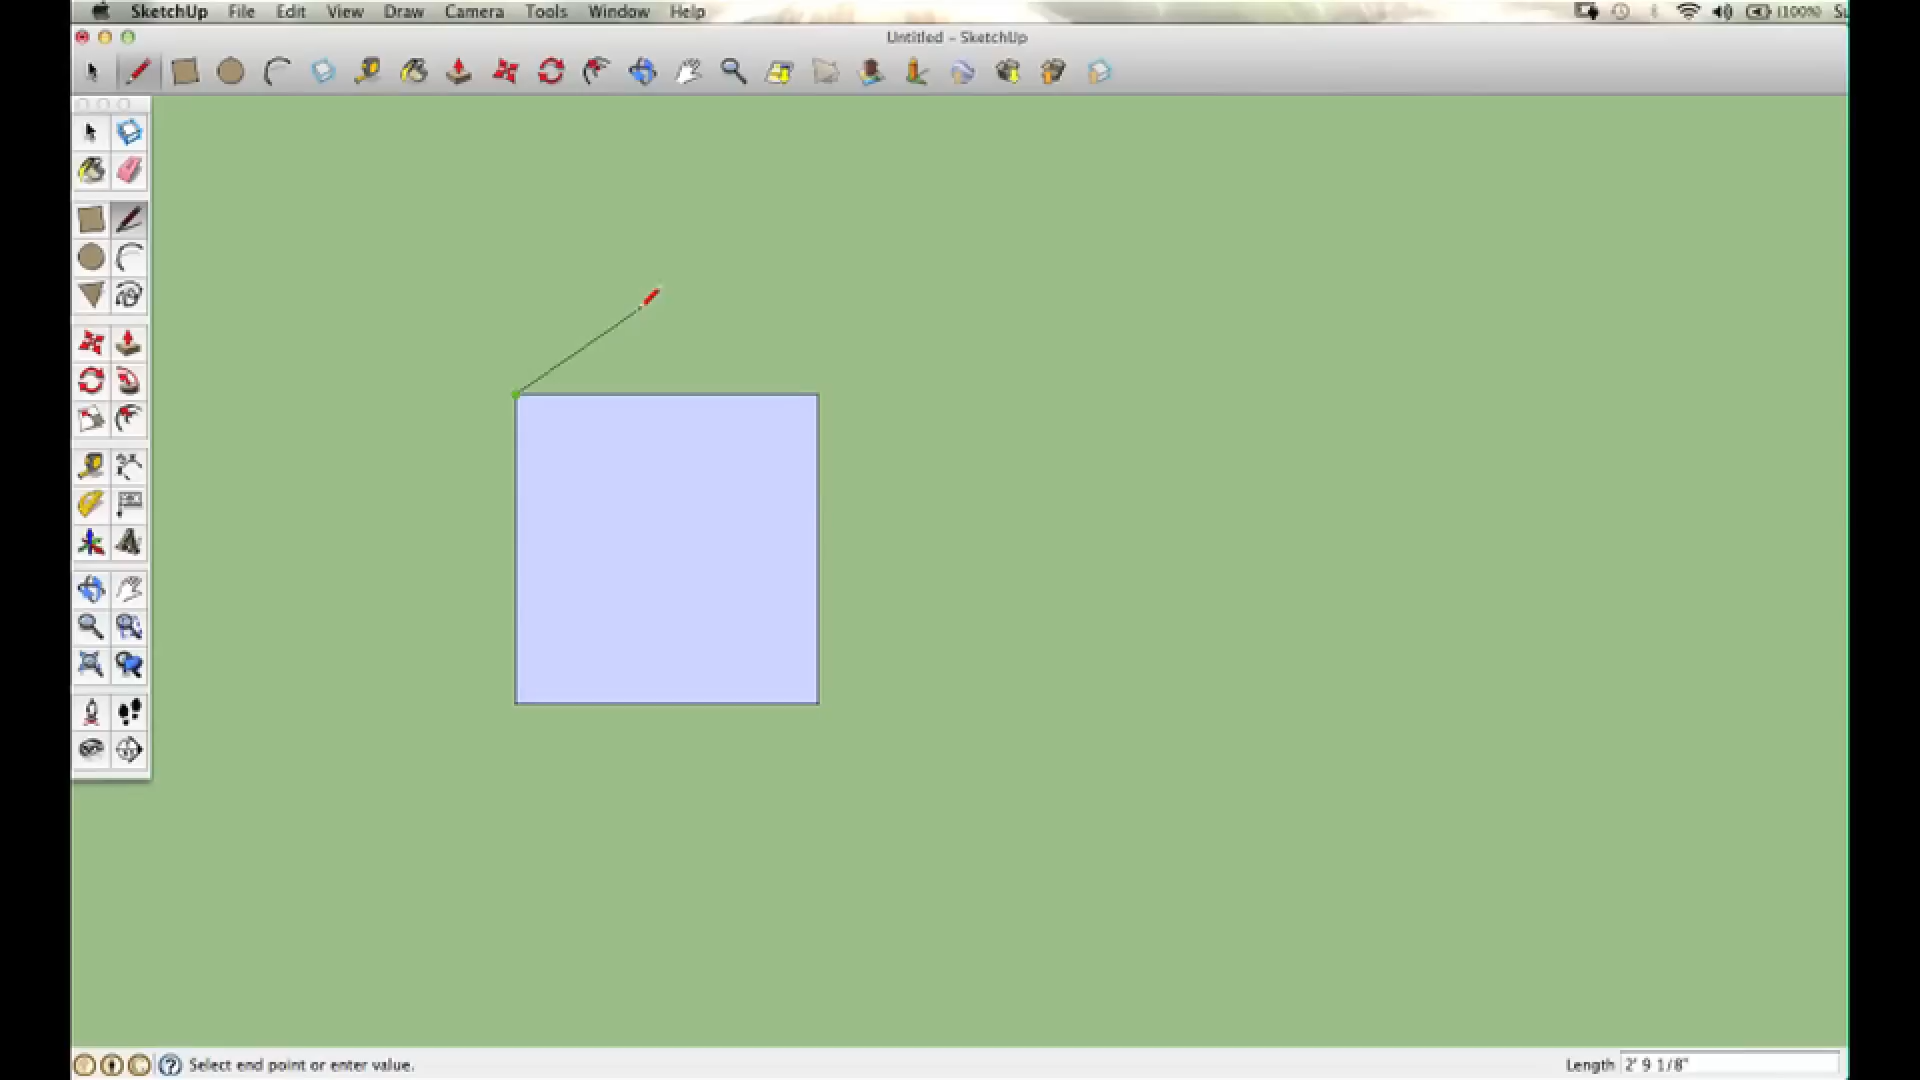 SketchUp File Edit View Draw Camera Tools Window Help (100%)
Untitled - SketchUp
Select end point or enter value. Length 2' 9 1/8"